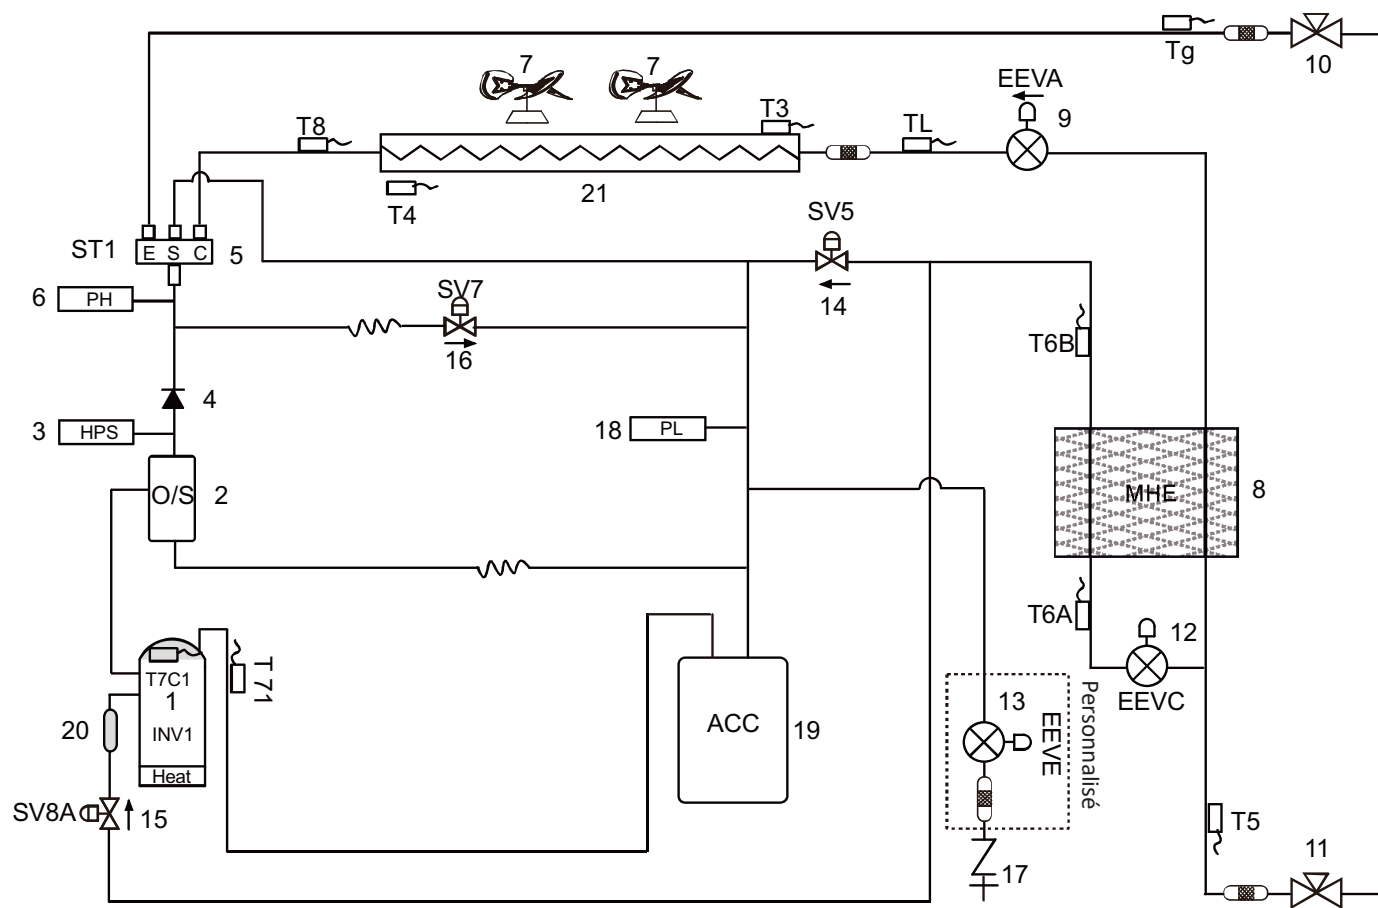 Tg
10
7
7
EEVA
9
T8
T3
TL
T4
21
ST1
E S C
5
SV5
14
6
PH
SV7
16
T6B
4
3
HPS
18
PL
O/S
2
MHE
8
T6A
12
EEVC
T71
T7C1
1
INV1
Heat
20
SV8A
15
ACC
19
13
EEVE
Personnalisé
17
T5
11